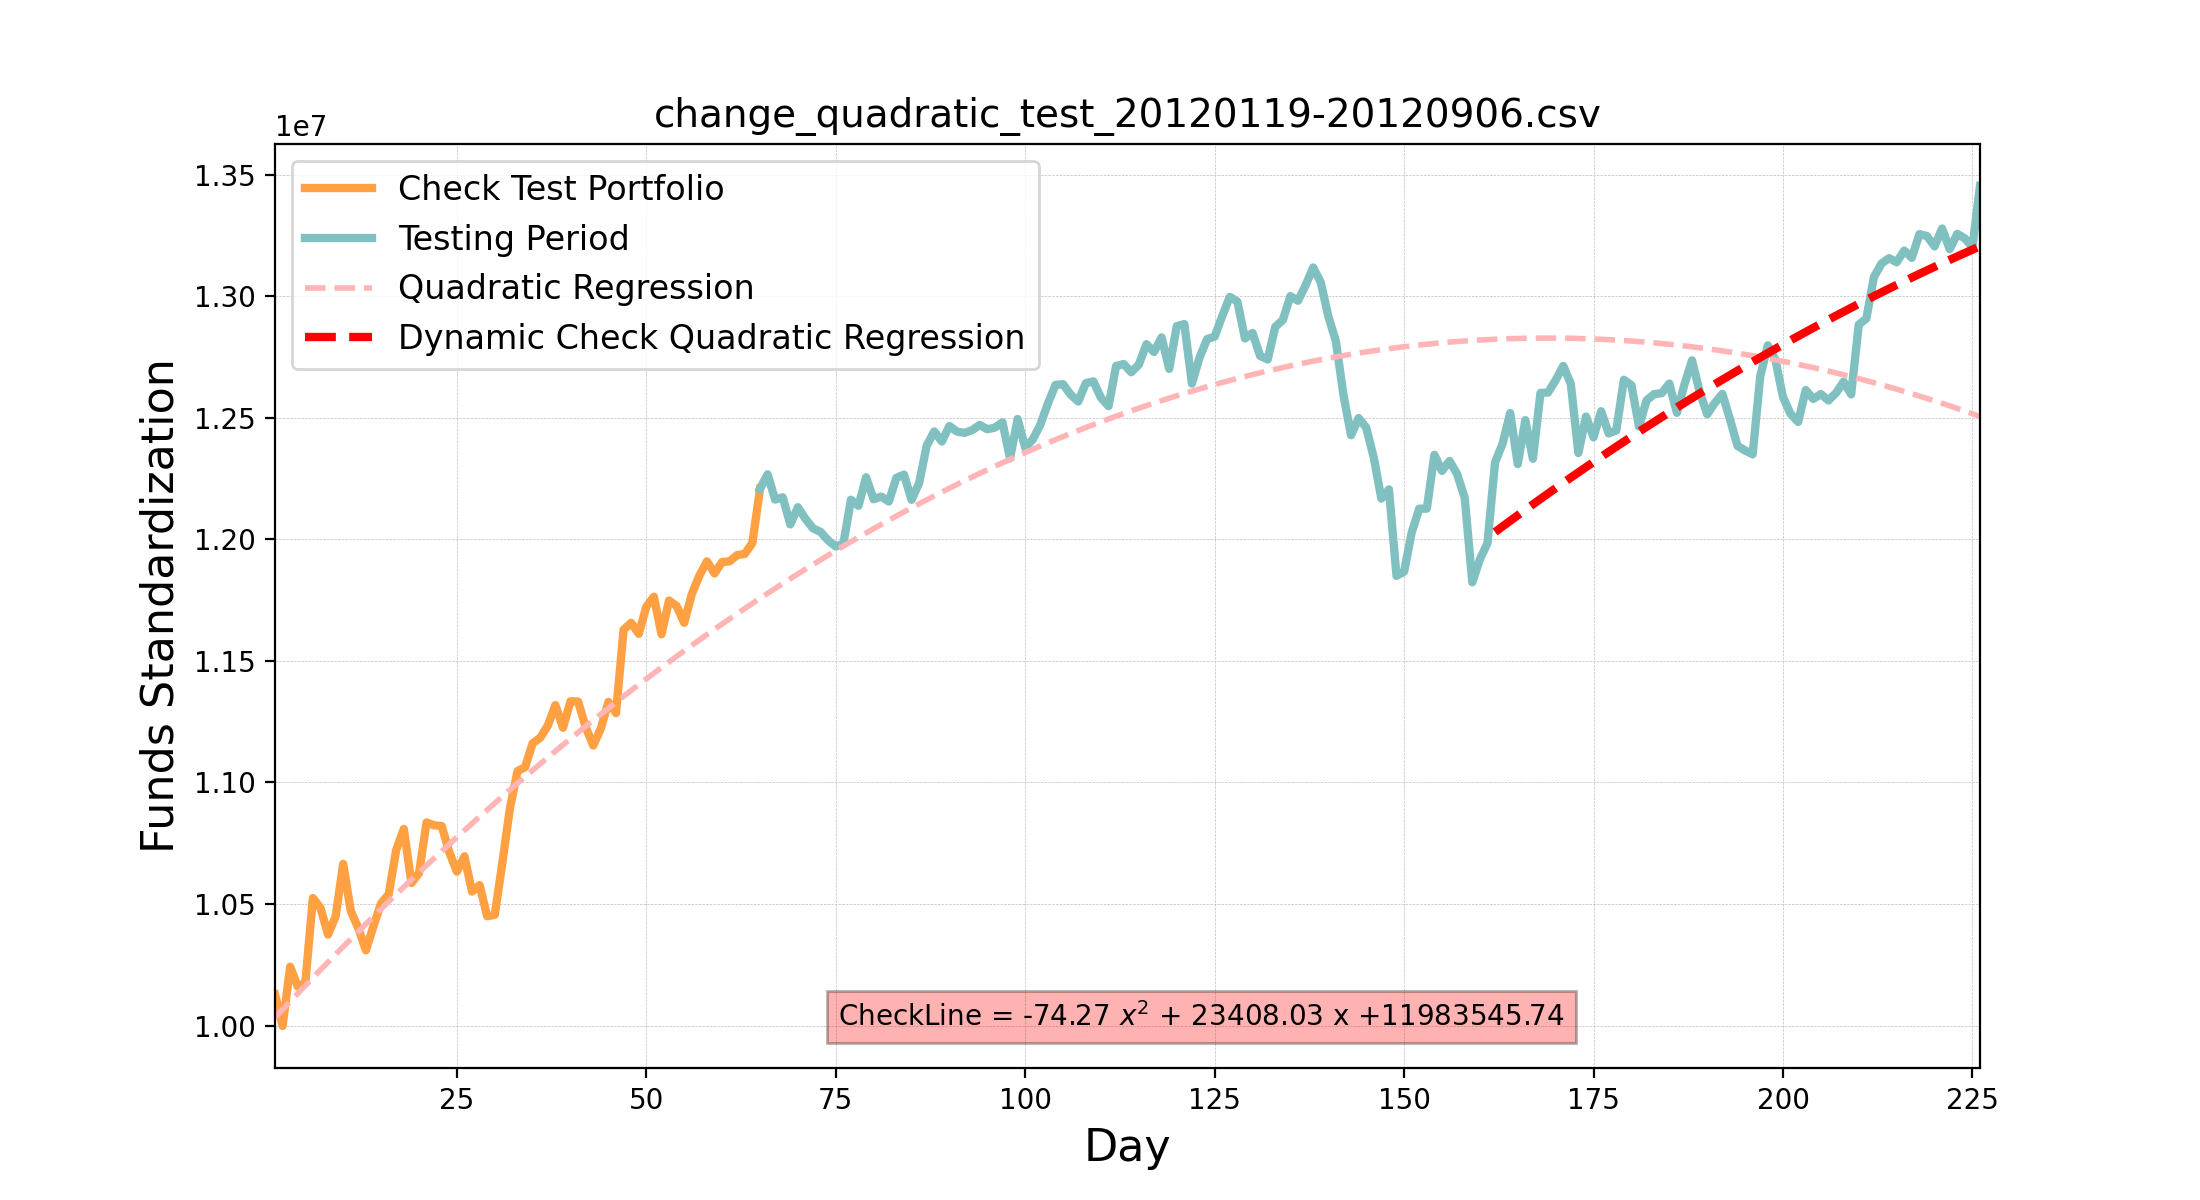 change_quadratic_test_20120119-20120906.csv
1e7
Check Test Portfolio
Testing Period
Quadratic Regression
Dynamic Check Quadratic Regression
1.35
1.30
1.25
1.20
1.15
1.10
1.05
1.00
Funds Standardization
CheckLine = -74.27 x² + 23408.03 x +11983545.74
25 50 75 100 125 150 175 200 225
Day